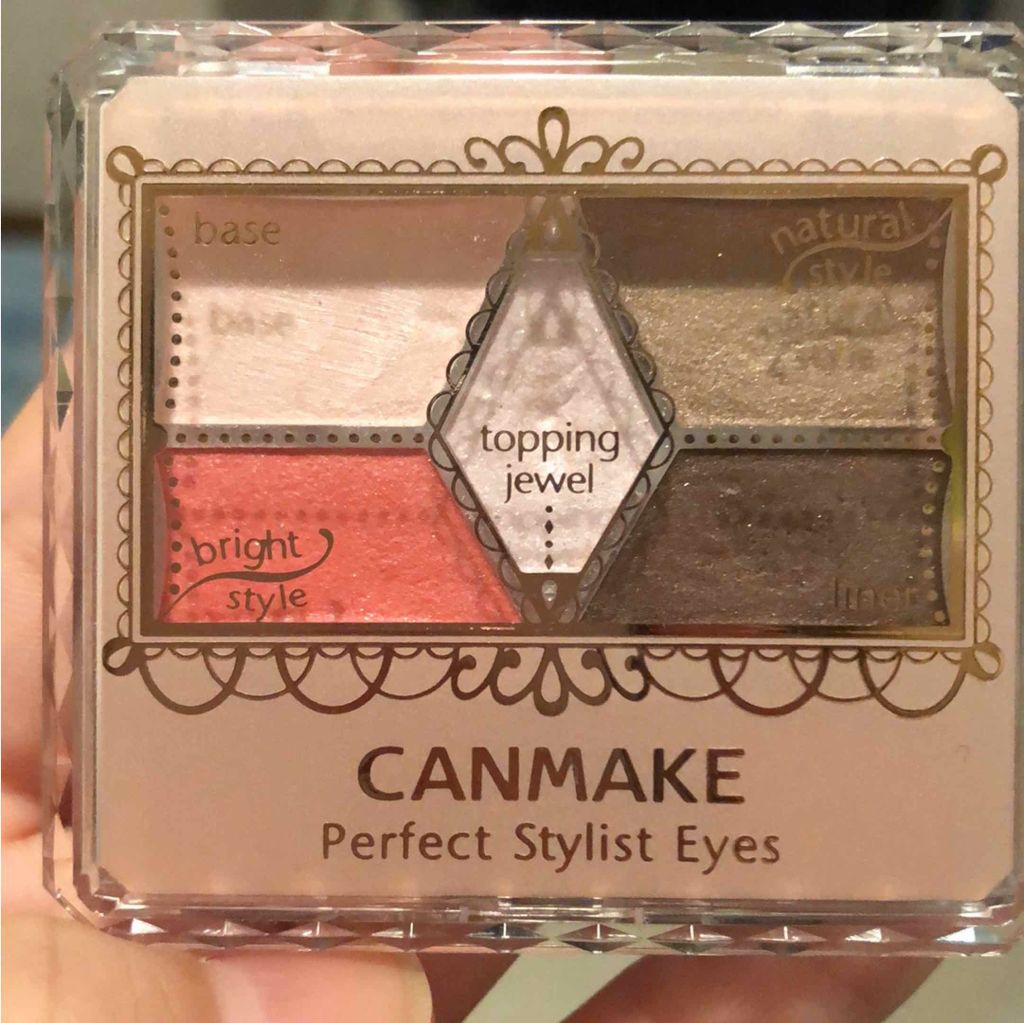 base
natural
style
topping
jewel
bright
style
liner
CANMAKE
Perfect Stylist Eyes